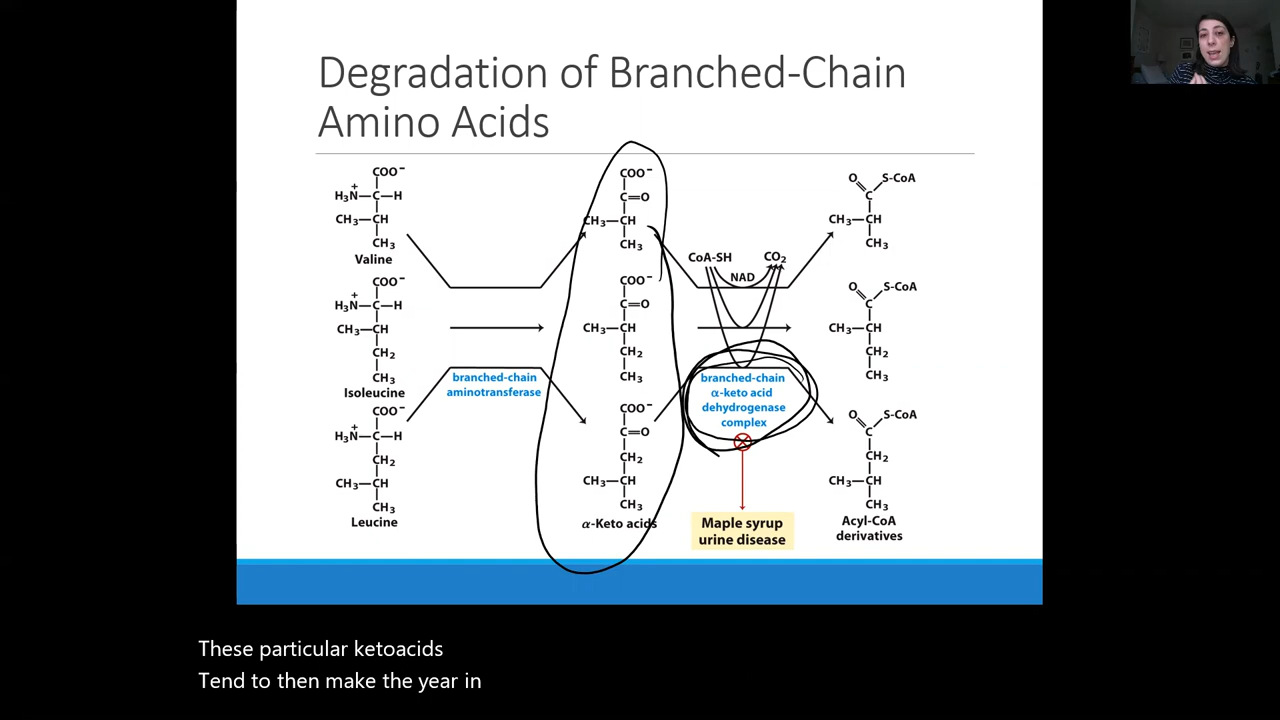 Degradation of Branched-Chain
Amino Acids
COO⁻
H₃N⁺—C—H
CH₃—CH
CH₃
Valine
COO⁻
H₃N⁺—C—H
CH₃—CH
CH₂
CH₃
Isoleucine
COO⁻
H₃N⁺—C—H
CH₂
CH₃—CH
CH₃
Leucine
branched-chain
aminotransferase
COO⁻
C=O
CH₃—CH
CH₃
COO⁻
C=O
CH₃—CH
CH₂
CH₃
COO⁻
C=O
CH₂
CH₃—CH
CH₃
α-Keto acids
CoA-SH
CO₂
NAD
branched-chain
α-keto acid
dehydrogenase
complex
Maple syrup
urine disease
O S-CoA
C
CH₃—CH
CH₃
O S-CoA
C
CH₃—CH
CH₂
CH₃
O S-CoA
C
CH₂
CH₃—CH
CH₃
Acyl-CoA
derivatives
These particular ketoacids
Tend to then make the year in